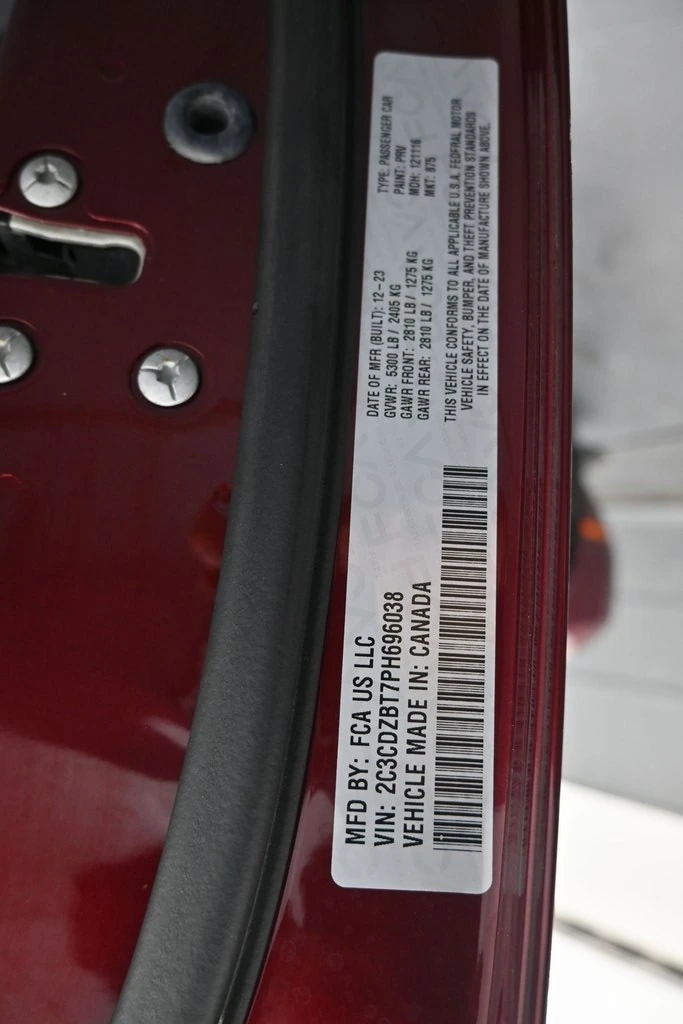 MFD BY: FCA US LLC
VIN: 2C3CDZBT7PH696038
VEHICLE MADE IN: CANADA
DATE OF MFR (BUILT): 12-23
GVWR: 5300 LB / 2405 KG
GAWR FRONT: 2810 LB / 1275 KG
GAWR REAR: 2810 LB / 1275 KG
TYPE: PASSENGER CAR
PAINT: PRV
MDH: 121116
MKT: 875
THIS VEHICLE CONFORMS TO ALL APPLICABLE U.S.A. FEDERAL MOTOR
VEHICLE SAFETY, BUMPER, AND THEFT PREVENTION STANDARDS
IN EFFECT ON THE DATE OF MANUFACTURE SHOWN ABOVE.